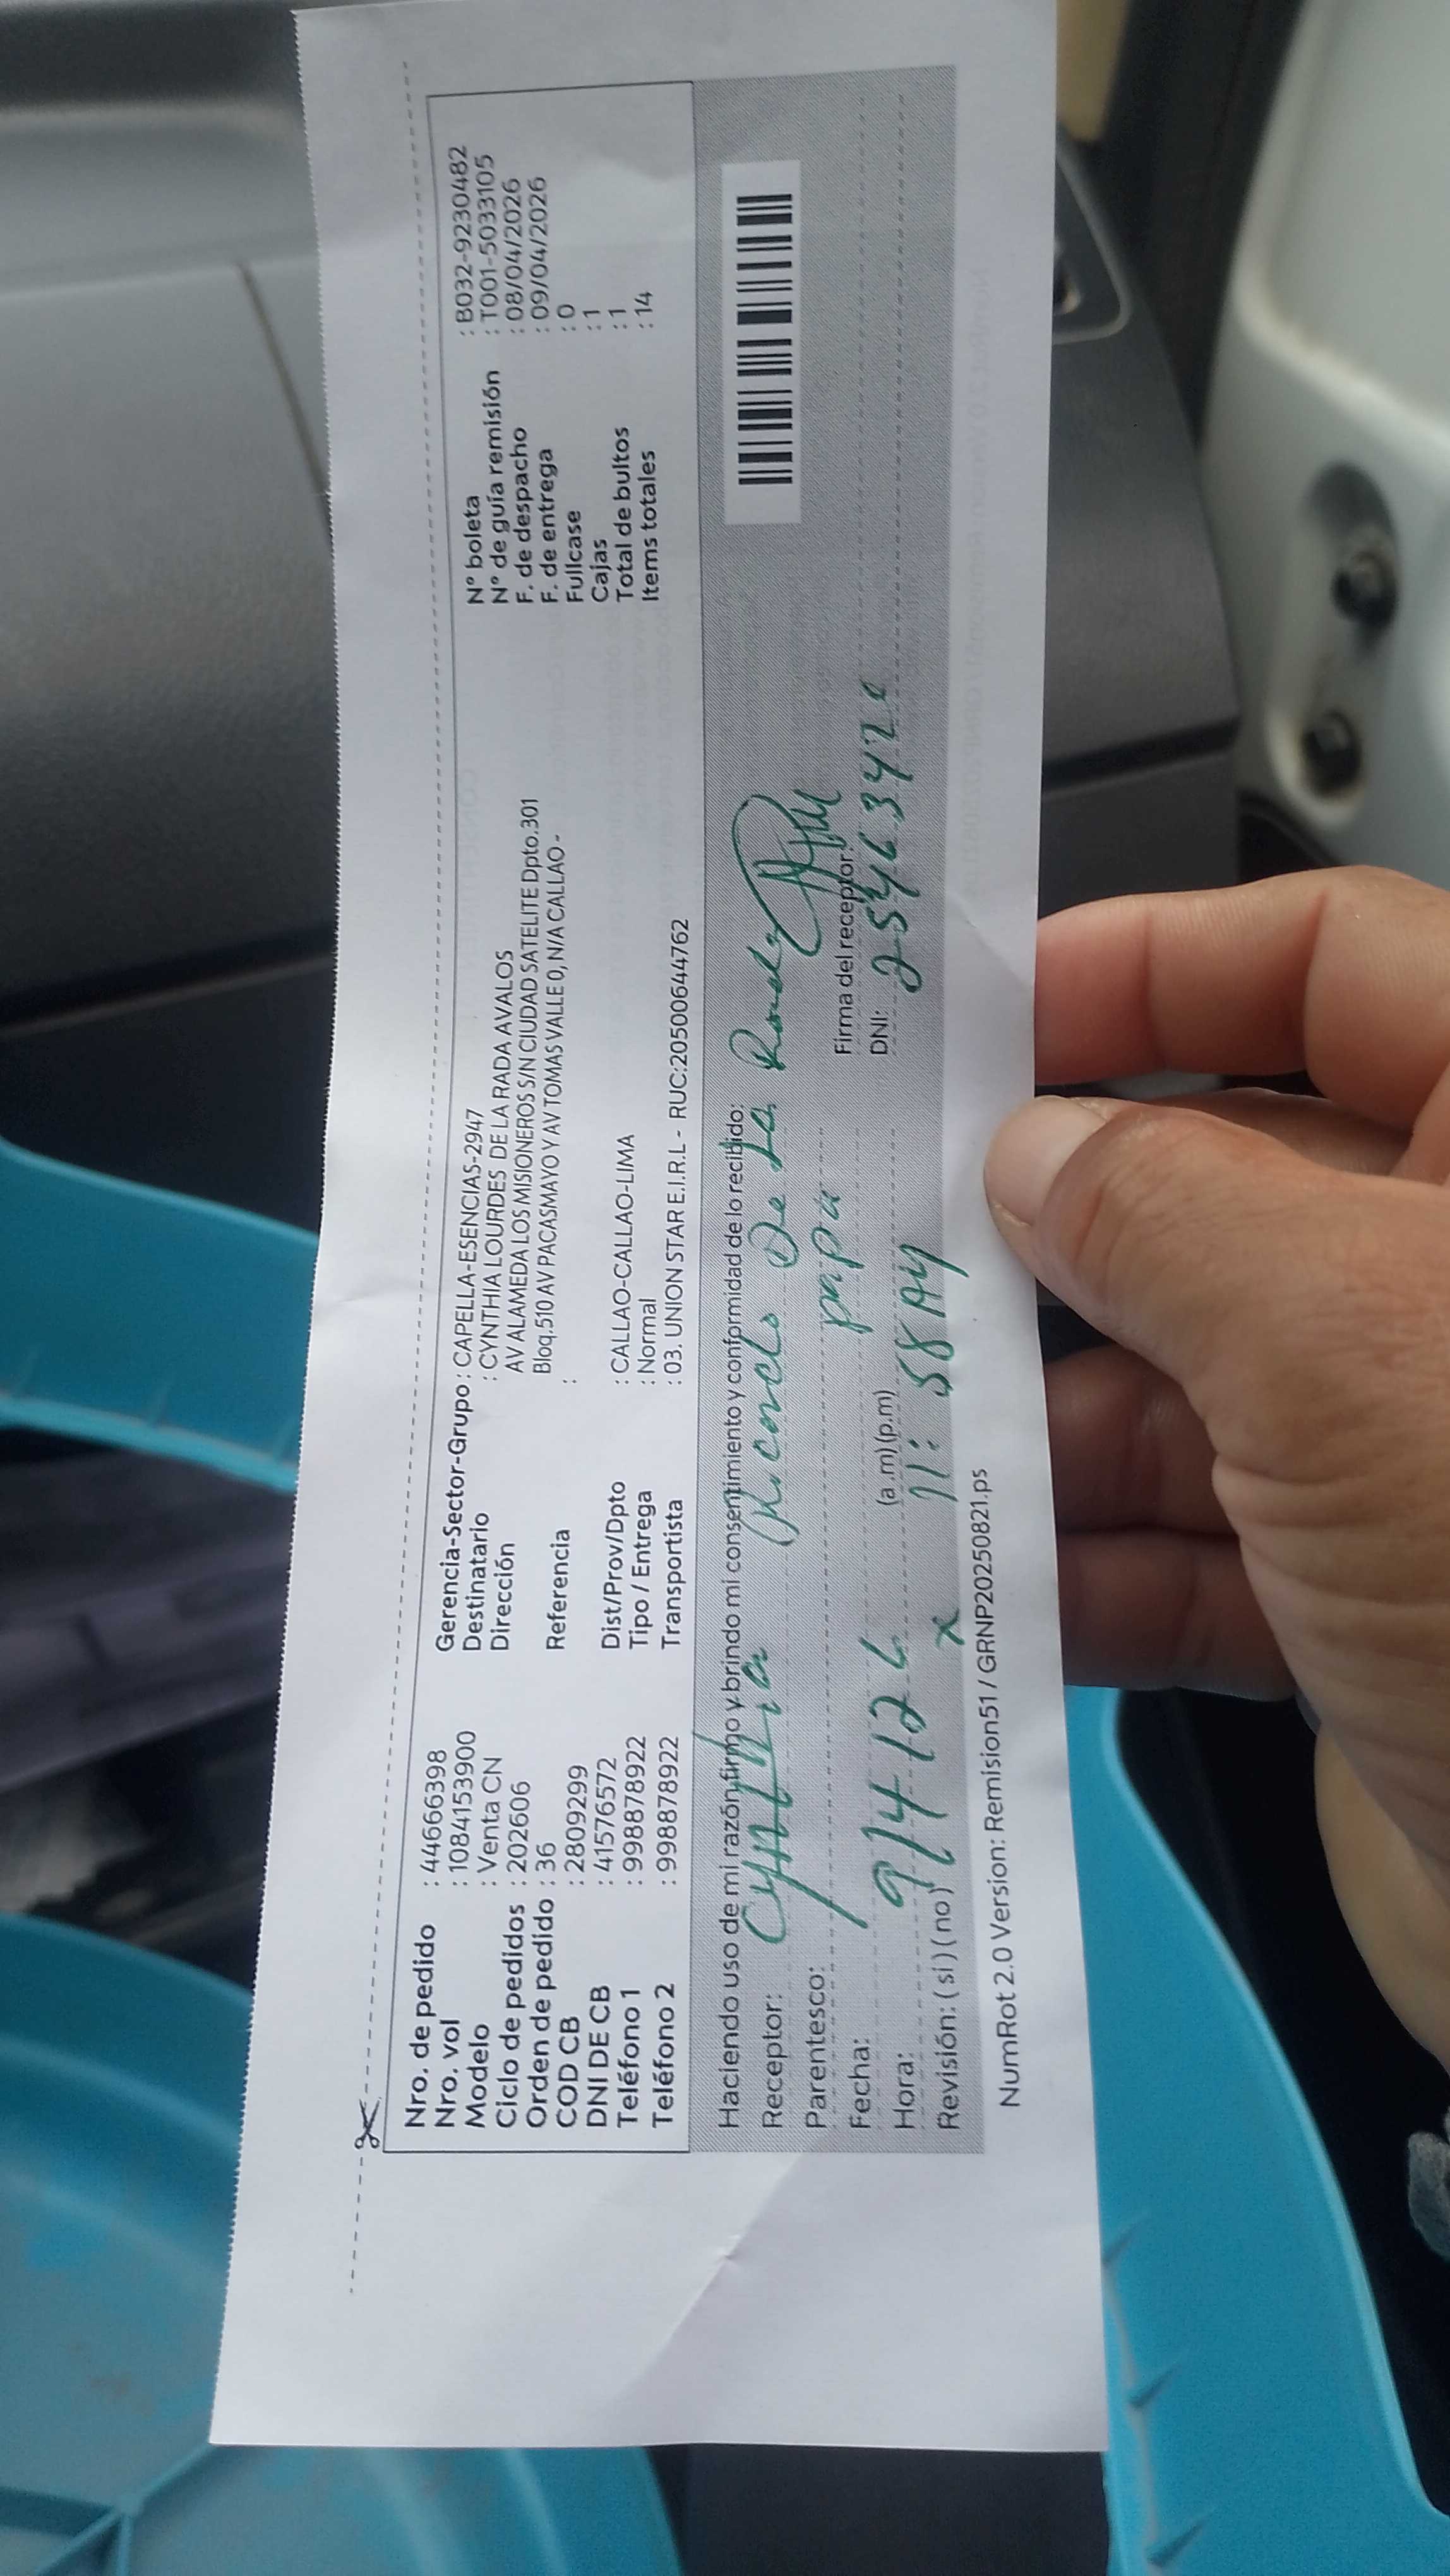 Nro. de pedido : 44666398
Nro. vol : 1084153900
Modelo : Venta CN
Ciclo de pedidos : 202606
Orden de pedido : 36
COD CB : 2809299
DNI DE CB : 41576572
Teléfono 1 : 998878922
Teléfono 2 : 998878922
Gerencia-Sector-Grupo : CAPELLA-ESENCIAS-2947
Destinatario : CYNTHIA LOURDES DE LA RADA AVALOS
Dirección AV ALAMEDA LOS MISIONEROS S/N CIUDAD SATELITE Dpto.301
Bloq.510 AV PACASMAYO Y AV TOMAS VALLE 0, N/A CALLAO -
Referencia :
Dist/Prov/Dpto : CALLAO-CALLAO-LIMA
Tipo / Entrega : Normal
Transportista : 03. UNION STAR E.I.R.L - RUC:20500644762
N° boleta : B032-9230482
N° de guía remisión : T001-5033105
F. de despacho : 08/04/2026
F. de entrega : 09/04/2026
Fullcase : 0
Cajas : 1
Total de bultos : 1
Items totales : 14
Haciendo uso de mi razón, firmo y brindo mi consentimiento y conformidad de lo recibido:
Receptor: Cynthia De La
Parentesco: papa
Firma del receptor:
Fecha: 9/4/26
DNI: 25463420
Hora: (a .m) (p.m) 11:58 AM
Revisión: ( si ) ( no ) x
NumRot 2.0 Version: Remision51 / GRNP20250821.ps